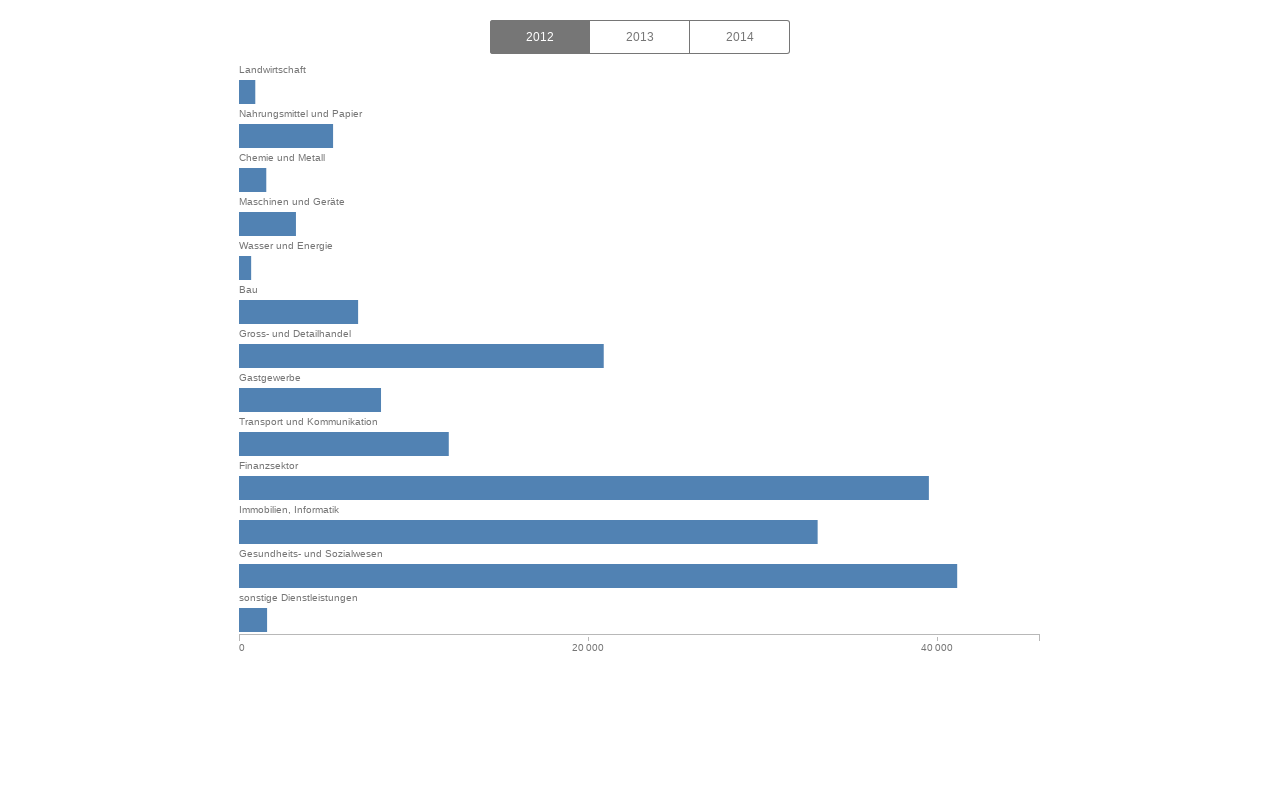 2012 2013 2014
Landwirtschaft
Nahrungsmittel und Papier
Chemie und Metall
Maschinen und Geräte
Wasser und Energie
Bau
Gross- und Detailhandel
Gastgewerbe
Transport und Kommunikation
Finanzsektor
Immobilien, Informatik
Gesundheits- und Sozialwesen
sonstige Dienstleistungen
0 20 000 40 000